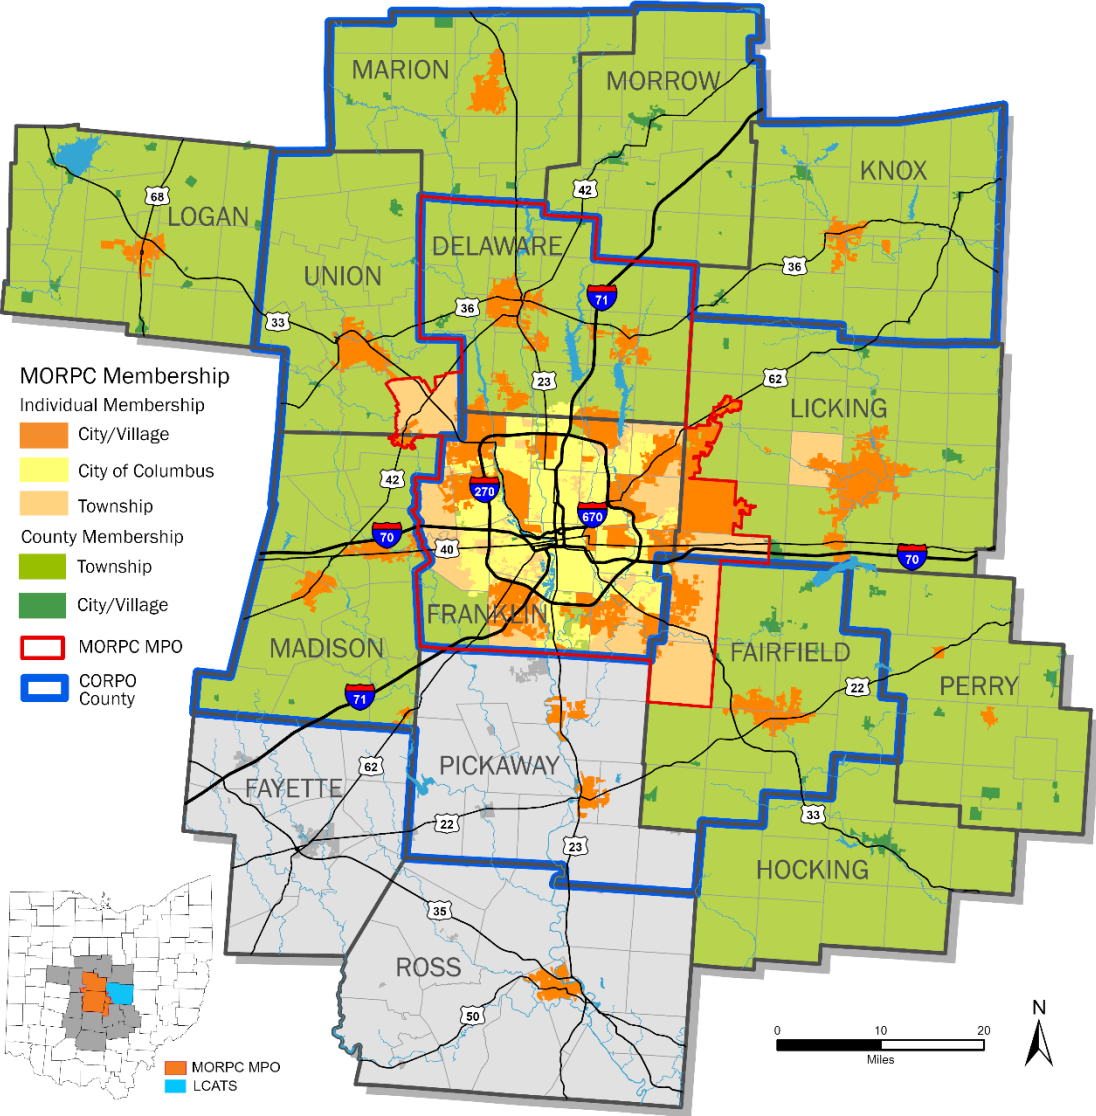 MARION
MORROW
KNOX
68
LOGAN
42
DELAWARE
UNION
36
36
71
33
MORPC Membership
Individual Membership
City/Village
City of Columbus
Township
County Membership
Township
City/Village
MORPC MPO
CORPO
County
23
62
LICKING
42
270
670
70
40
70
FRANKLIN
MADISON
FAIRFIELD
22
PERRY
71
62
PICKAWAY
FAYETTE
22
23
33
HOCKING
35
ROSS
50
N
0 10 20
Miles
MORPC MPO
LCATS